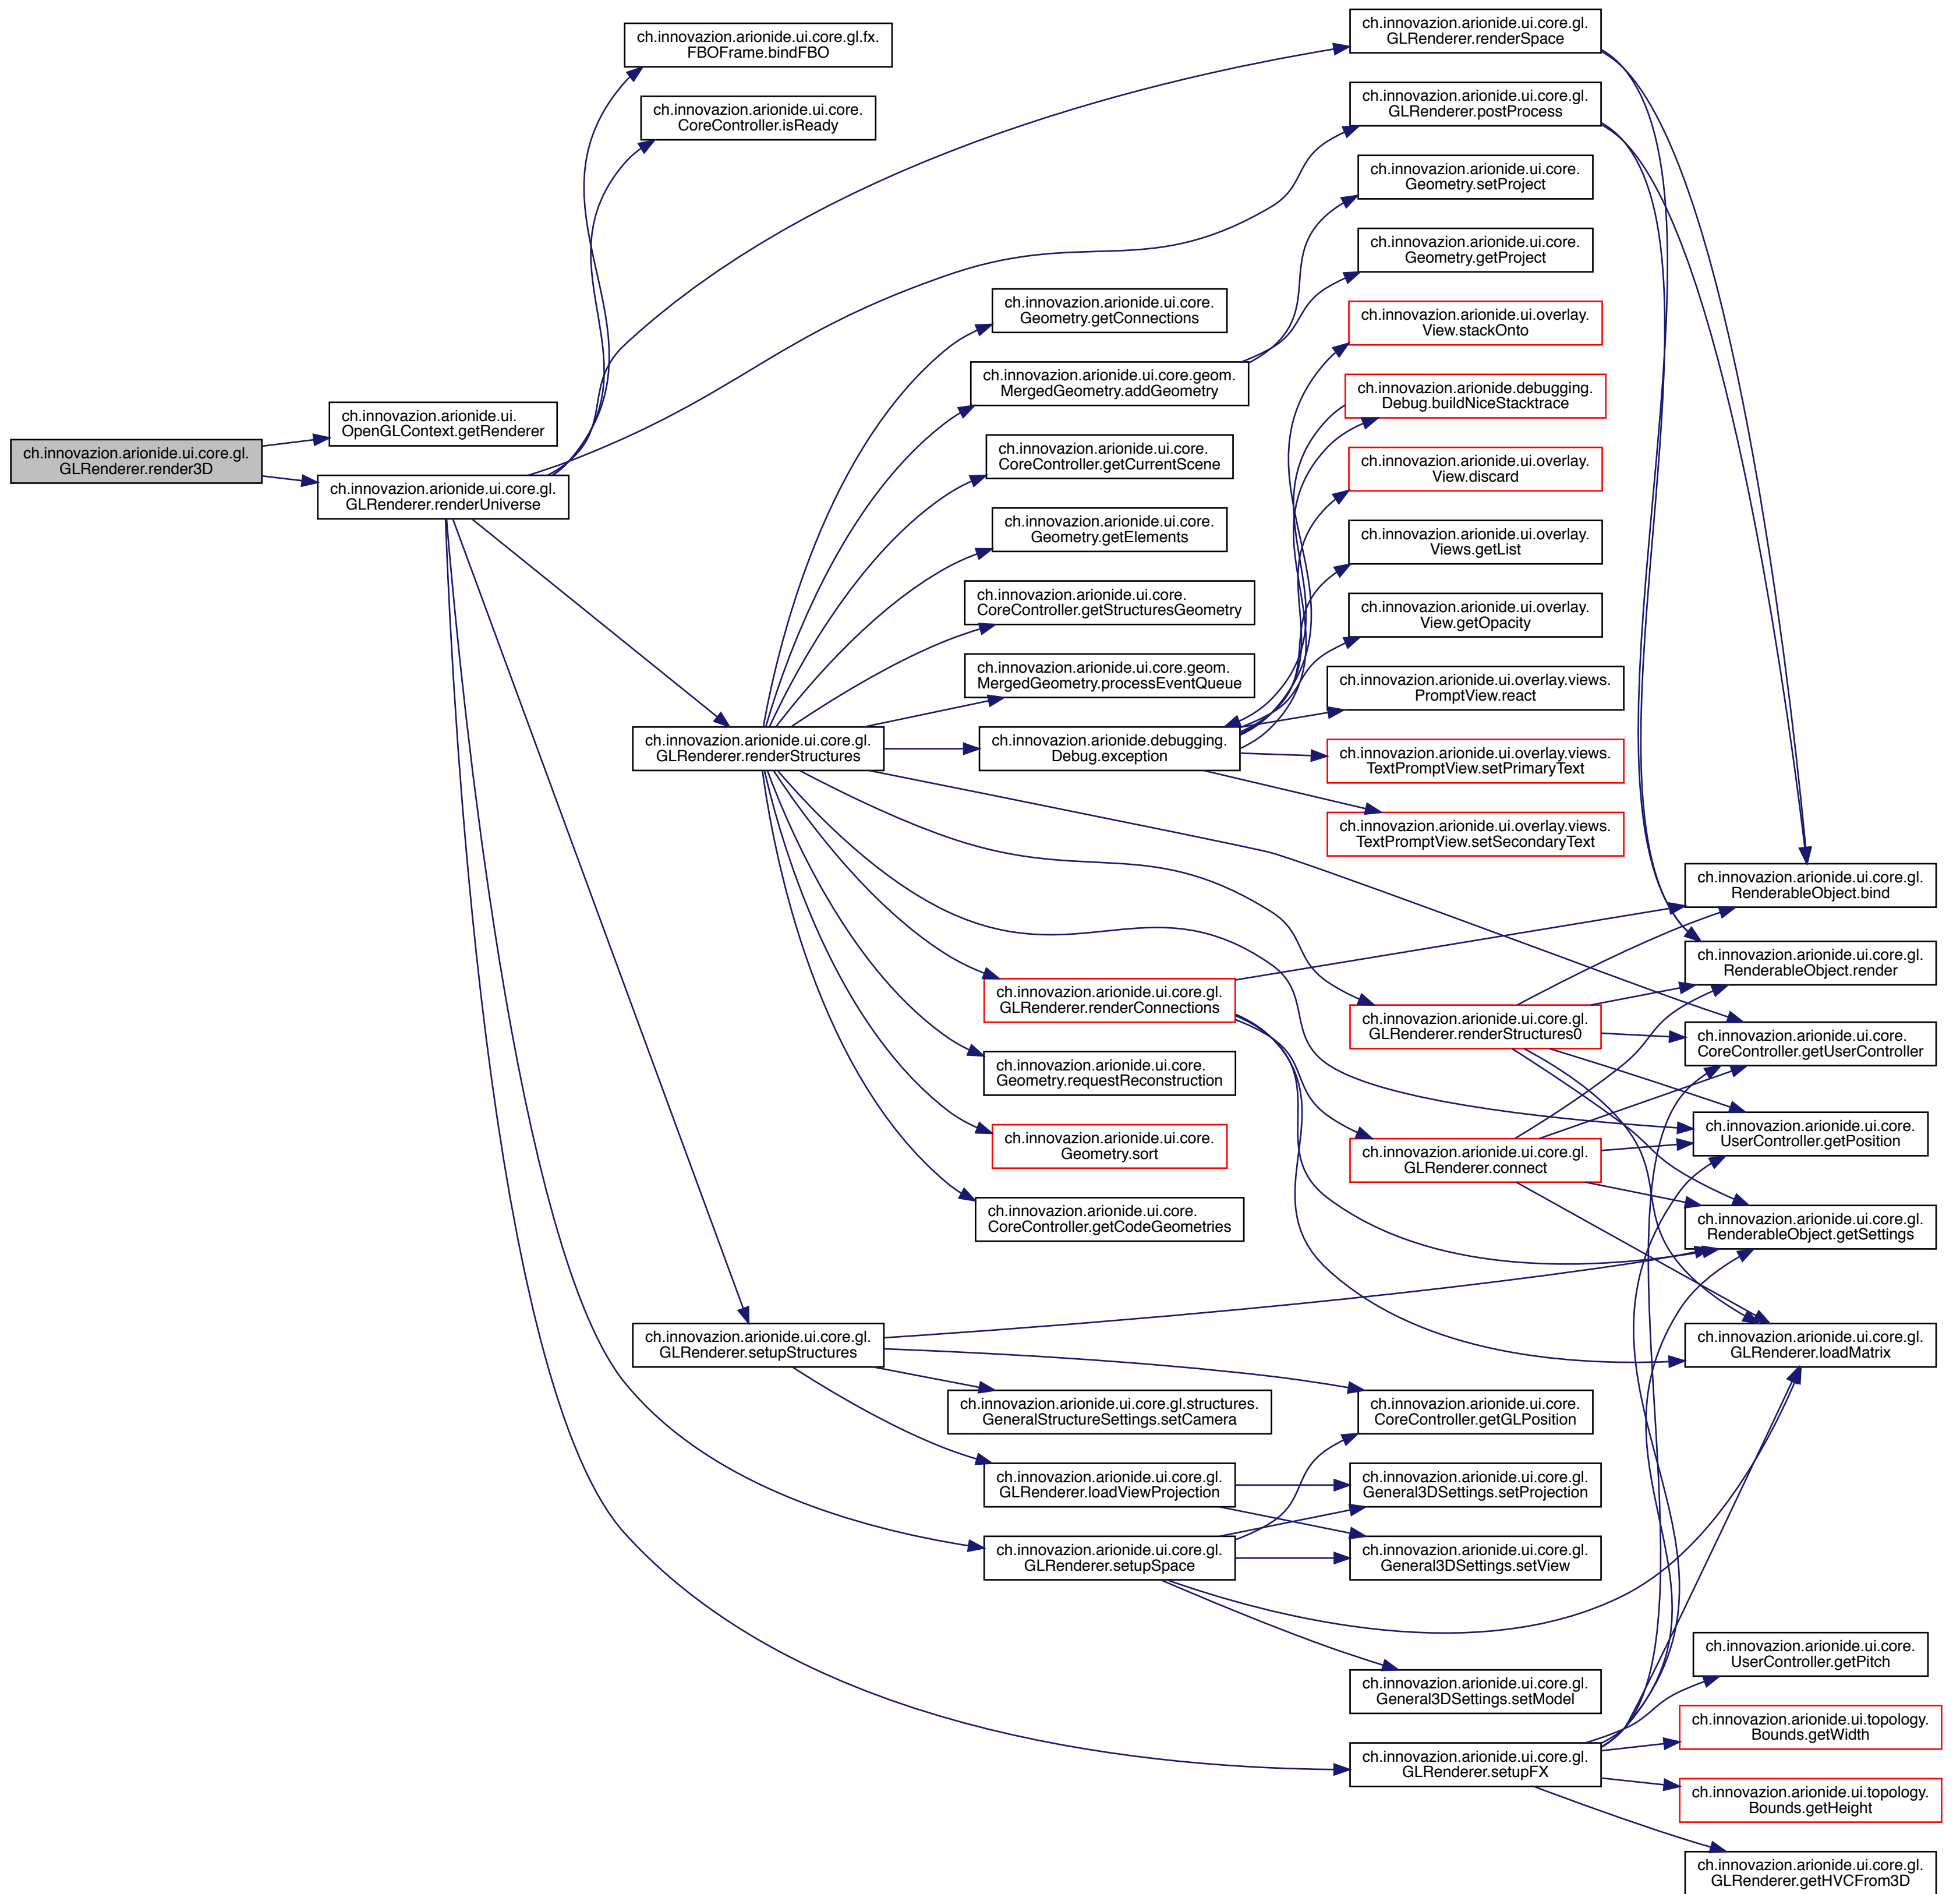 ch.innovazion.arionide.ui.core.gl.
GLRenderer.render3D
ch.innovazion.arionide.ui.
OpenGLContext.getRenderer
ch.innovazion.arionide.ui.core.gl.
GLRenderer.renderUniverse
ch.innovazion.arionide.ui.core.gl.fx.
FBOFrame.bindFBO
ch.innovazion.arionide.ui.core.
CoreController.isReady
ch.innovazion.arionide.ui.core.gl.
GLRenderer.renderStructures
ch.innovazion.arionide.ui.core.gl.
GLRenderer.setupStructures
ch.innovazion.arionide.ui.core.
Geometry.getConnections
ch.innovazion.arionide.ui.core.geom.
MergedGeometry.addGeometry
ch.innovazion.arionide.ui.core.
CoreController.getCurrentScene
ch.innovazion.arionide.ui.core.
Geometry.getElements
ch.innovazion.arionide.ui.core.
CoreController.getStructuresGeometry
ch.innovazion.arionide.ui.core.geom.
MergedGeometry.processEventQueue
ch.innovazion.arionide.debugging.
Debug.exception
ch.innovazion.arionide.ui.core.gl.
GLRenderer.renderConnections
ch.innovazion.arionide.ui.core.
Geometry.requestReconstruction
ch.innovazion.arionide.ui.core.
Geometry.sort
ch.innovazion.arionide.ui.core.
CoreController.getCodeGeometries
ch.innovazion.arionide.ui.core.gl.structures.
GeneralStructureSettings.setCamera
ch.innovazion.arionide.ui.core.gl.
GLRenderer.loadViewProjection
ch.innovazion.arionide.ui.core.gl.
GLRenderer.setupSpace
ch.innovazion.arionide.ui.core.gl.
GLRenderer.renderSpace
ch.innovazion.arionide.ui.core.gl.
GLRenderer.postProcess
ch.innovazion.arionide.ui.core.
Geometry.setProject
ch.innovazion.arionide.ui.core.
Geometry.getProject
ch.innovazion.arionide.ui.overlay.
View.stackOnto
ch.innovazion.arionide.debugging.
Debug.buildNiceStacktrace
ch.innovazion.arionide.ui.overlay.
View.discard
ch.innovazion.arionide.ui.overlay.
Views.getList
ch.innovazion.arionide.ui.overlay.
View.getOpacity
ch.innovazion.arionide.ui.overlay.views.
PromptView.react
ch.innovazion.arionide.ui.overlay.views.
TextPromptView.setPrimaryText
ch.innovazion.arionide.ui.overlay.views.
TextPromptView.setSecondaryText
ch.innovazion.arionide.ui.core.gl.
GLRenderer.renderStructures0
ch.innovazion.arionide.ui.core.gl.
GLRenderer.connect
ch.innovazion.arionide.ui.core.
CoreController.getGLPosition
ch.innovazion.arionide.ui.core.gl.
General3DSettings.setProjection
ch.innovazion.arionide.ui.core.gl.
General3DSettings.setView
ch.innovazion.arionide.ui.core.gl.
General3DSettings.setModel
ch.innovazion.arionide.ui.core.gl.
GLRenderer.setupFX
ch.innovazion.arionide.ui.core.gl.
RenderableObject.bind
ch.innovazion.arionide.ui.core.gl.
RenderableObject.render
ch.innovazion.arionide.ui.core.
CoreController.getUserController
ch.innovazion.arionide.ui.core.
UserController.getPosition
ch.innovazion.arionide.ui.core.gl.
RenderableObject.getSettings
ch.innovazion.arionide.ui.core.gl.
GLRenderer.loadMatrix
ch.innovazion.arionide.ui.core.
UserController.getPitch
ch.innovazion.arionide.ui.topology.
Bounds.getWidth
ch.innovazion.arionide.ui.topology.
Bounds.getHeight
ch.innovazion.arionide.ui.core.gl.
GLRenderer.getHVCFrom3D